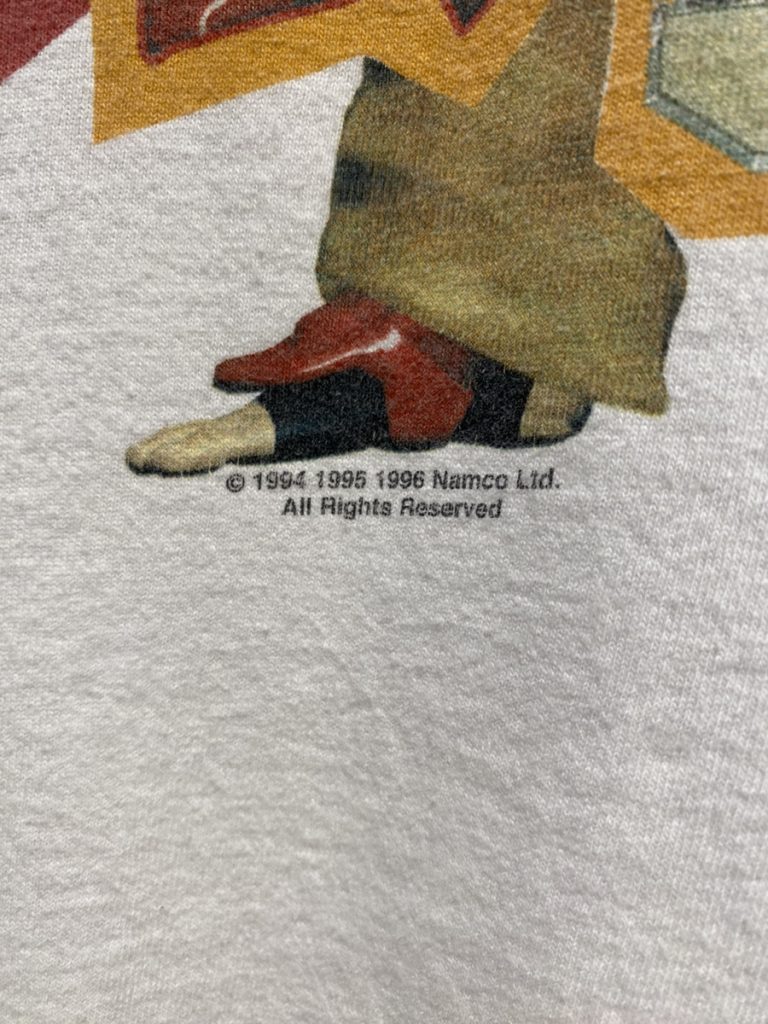 © 1994 1995 1996 Namco Ltd.
All Rights Reserved